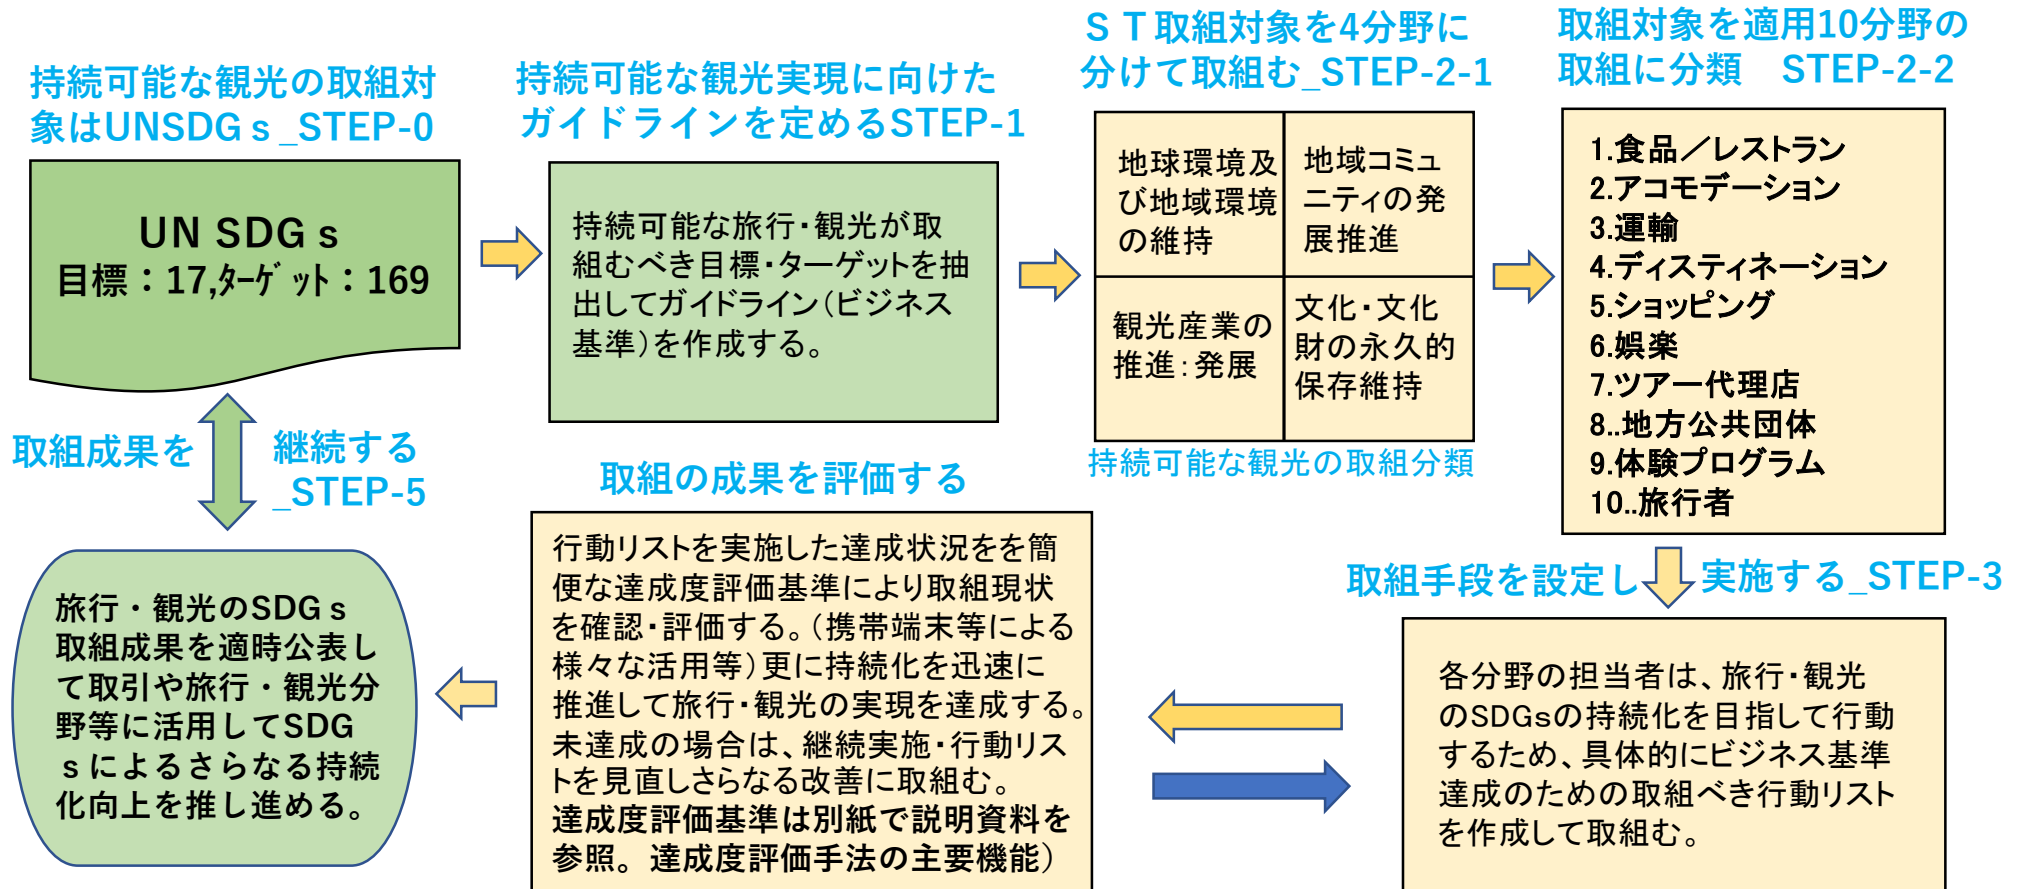 持続可能な観光の取組対
象はUNSDGｓ_STEP-0
UN SDGｓ
目標：17,ﾀｰｹﾞｯﾄ：169
持続可能な観光実現に向けた
ガイドラインを定めるSTEP-1
持続可能な旅行・観光が取
組むべき目標・ターゲットを抽
出してガイドライン（ビジネス
基準）を作成する。
ＳＴ取組対象を4分野に
分けて取組む_STEP-2-1
地球環境及
び地域環境
の維持
地域コミュ
ニティの発
展推進
観光産業の
推進：発展
文化・文化
財の永久的
保存維持
持続可能な観光の取組分類
取組対象を適用10分野の
取組に分類　STEP-2-2
1.食品／レストラン
2.アコモデーション
3.運輸
4.ディスティネーション
5.ショッピング
6.娯楽
7.ツアー代理店
8..地方公共団体
9.体験プログラム
10..旅行者
取組手段を設定し
実施する_STEP-3
各分野の担当者は、旅行・観光
のSDGsの持続化を目指して行動
するため、具体的にビジネス基準
達成のための取組べき行動リスト
を作成して取組む。
取組の成果を評価する
行動リストを実施した達成状況をを簡
便な達成度評価基準により取組現状
を確認・評価する。（携帯端末等による
様々な活用等）更に持続化を迅速に
推進して旅行・観光の実現を達成する。
未達成の場合は、継続実施・行動リス
トを見直しさらなる改善に取組む。
達成度評価基準は別紙で説明資料を
参照。達成度評価手法の主要機能）
取組成果を
継続する
_STEP-5
旅行・観光のSDGｓ
取組成果を適時公表し
て取引や旅行・観光分
野等に活用してSDG
ｓによるさらなる持続
化向上を推し進める。